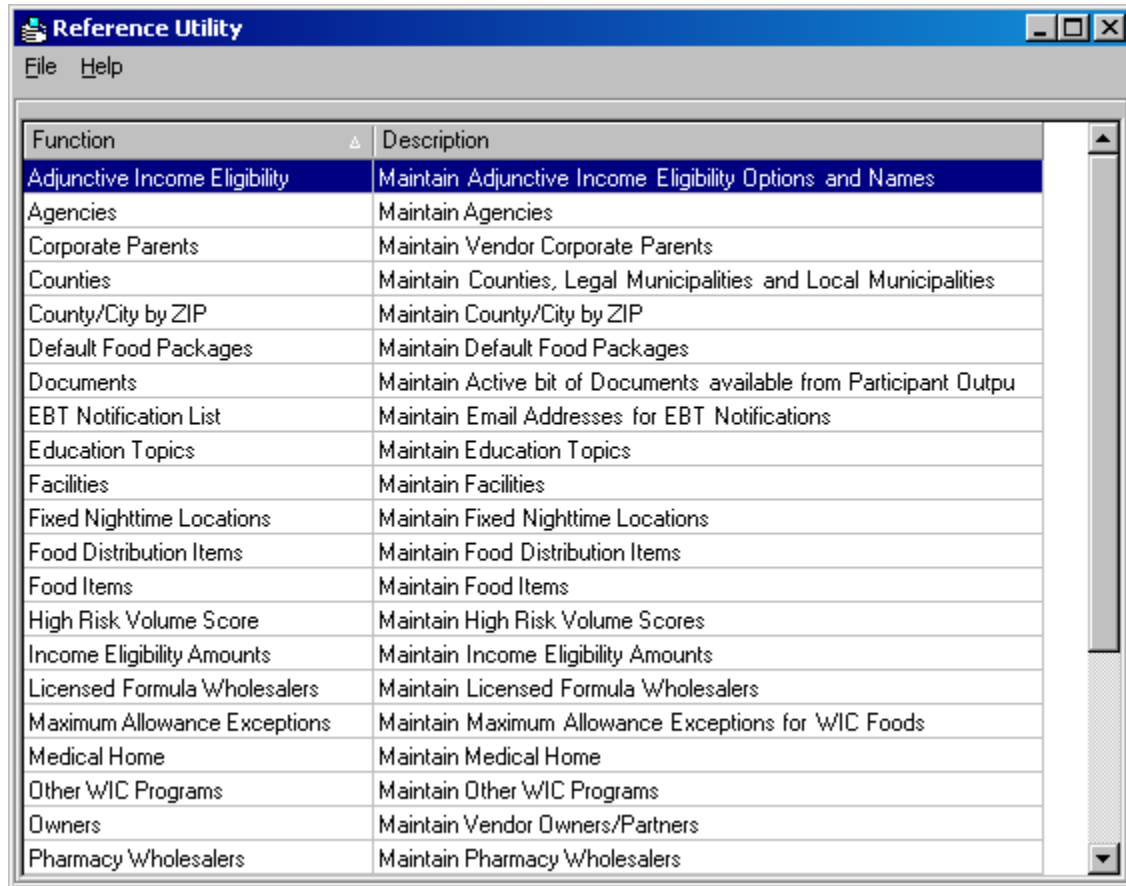 Reference Utility
File Help
Function Description
Adjunctive Income Eligibility Maintain Adjunctive Income Eligibility Options and Names
Agencies Maintain Agencies
Corporate Parents Maintain Vendor Corporate Parents
Counties Maintain Counties, Legal Municipalities and Local Municipalities
County/City by ZIP Maintain County/City by ZIP
Default Food Packages Maintain Default Food Packages
Documents Maintain Active bit of Documents available from Participant Outpu
EBT Notification List Maintain Email Addresses for EBT Notifications
Education Topics Maintain Education Topics
Facilities Maintain Facilities
Fixed Nighttime Locations Maintain Fixed Nighttime Locations
Food Distribution Items Maintain Food Distribution Items
Food Items Maintain Food Items
High Risk Volume Score Maintain High Risk Volume Scores
Income Eligibility Amounts Maintain Income Eligibility Amounts
Licensed Formula Wholesalers Maintain Licensed Formula Wholesalers
Maximum Allowance Exceptions Maintain Maximum Allowance Exceptions for WIC Foods
Medical Home Maintain Medical Home
Other WIC Programs Maintain Other WIC Programs
Owners Maintain Vendor Owners/Partners
Pharmacy Wholesalers Maintain Pharmacy Wholesalers